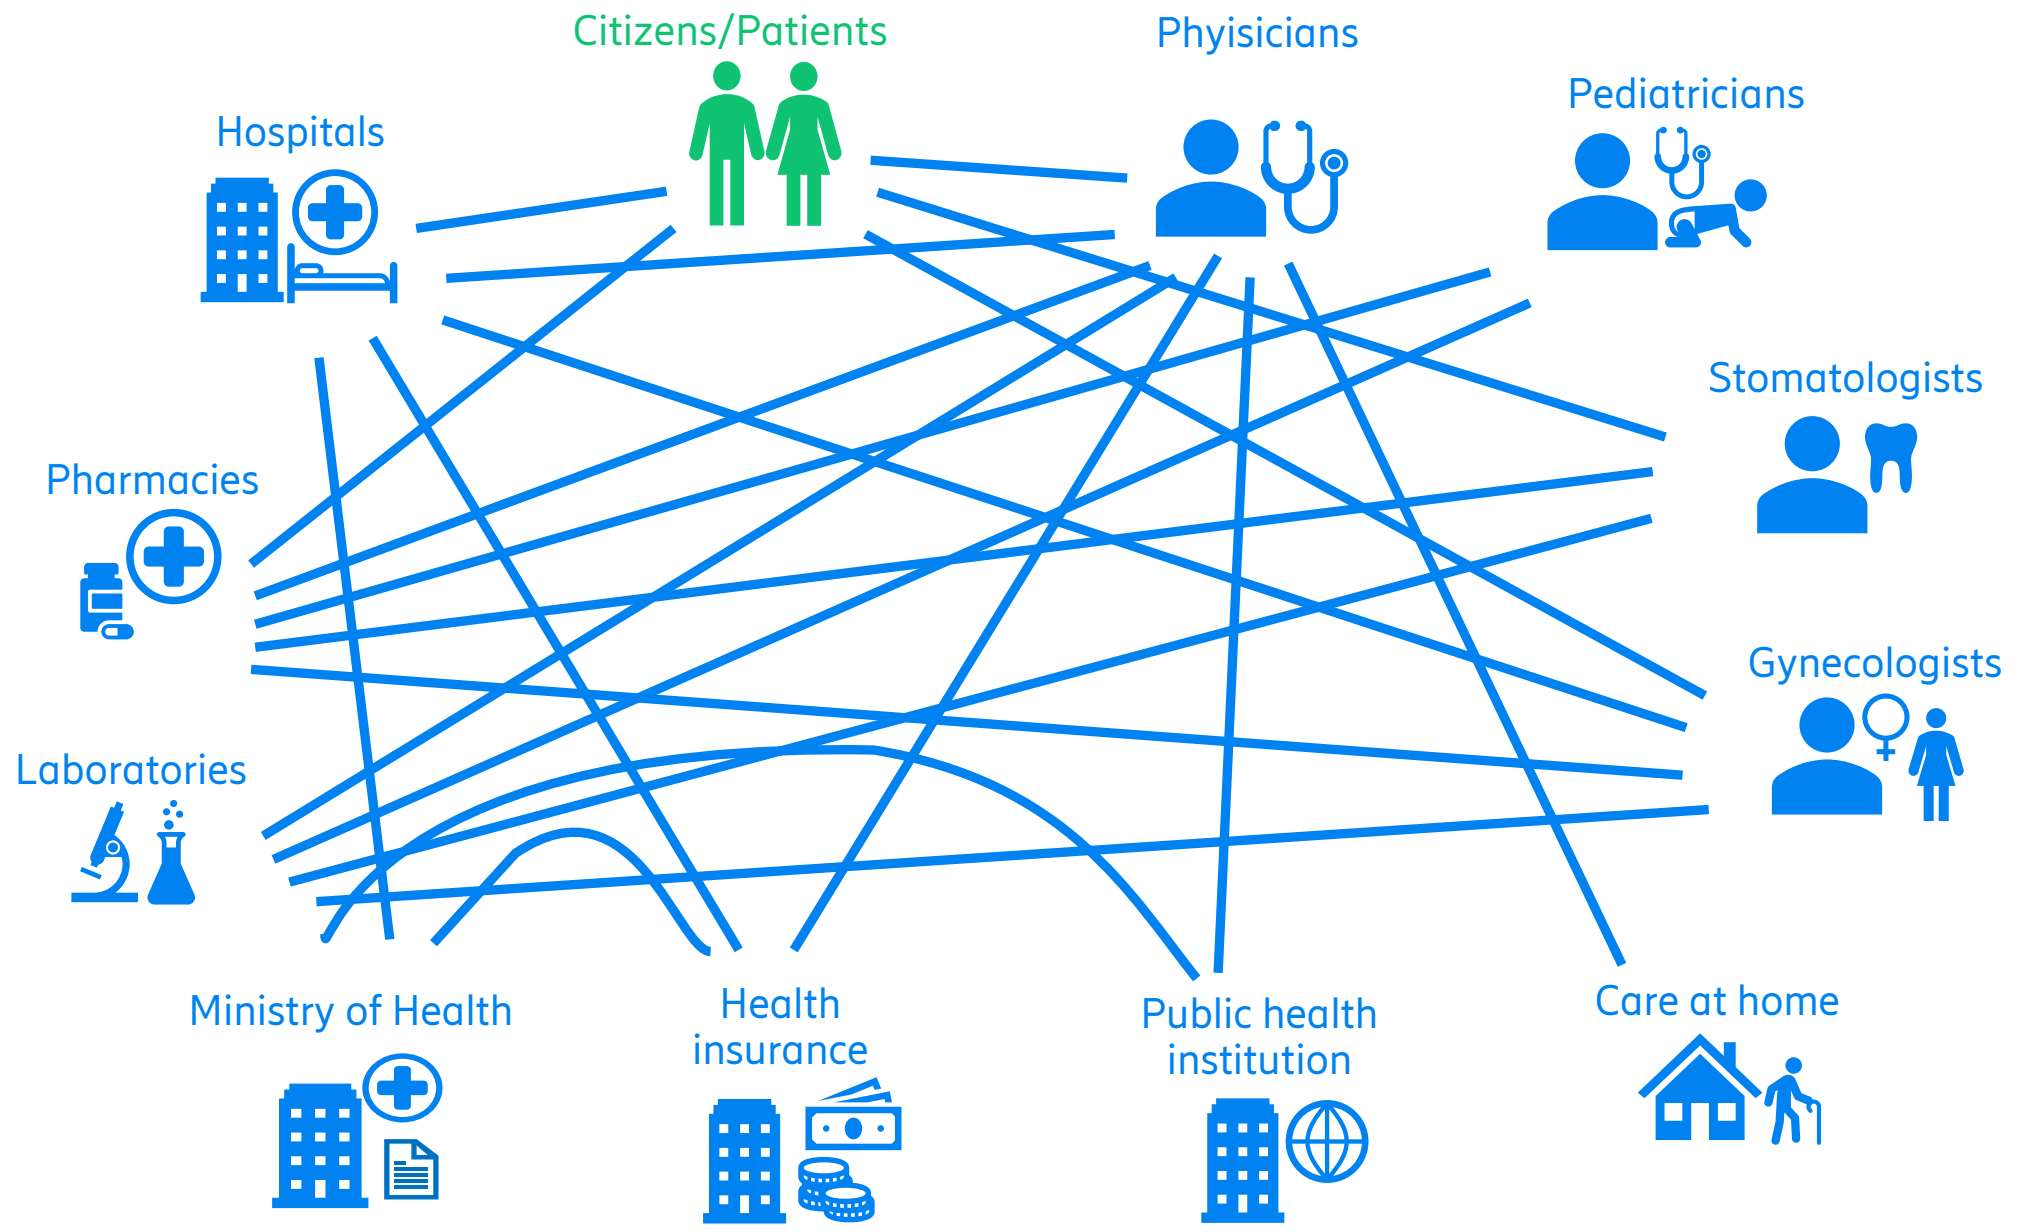 Citizens/Patients
Phyisicians
Pediatricians
Hospitals
Stomatologists
Pharmacies
Gynecologists
Laboratories
Ministry of Health
Health
insurance
Public health
institution
Care at home